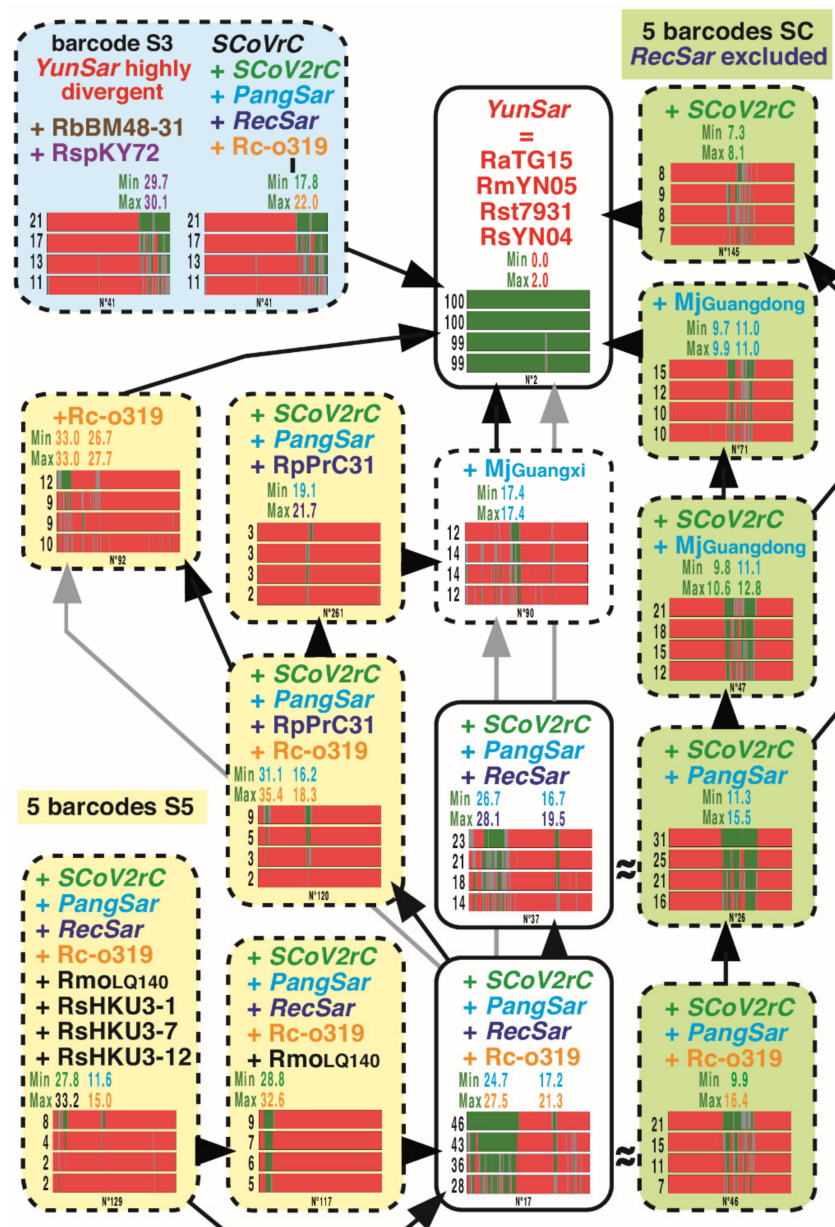 barcode S3
YunSar highly
divergent
+ RbBM48-31
+ RspKY72
Min 29.7
Max 30.1
21
17
13
11
N°41
SCoVrC
+ SCoV2rC
+ PangSar
+ RecSar
+ Rc-o319
Min 17.8
Max 22.0
21
17
13
11
N°41
YunSar
=
RaTG15
RmYN05
Rst7931
RsYN04
Min 0.0
Max 2.0
100
100
99
99
N°2
5 barcodes SC
RecSar excluded
+ SCoV2rC
Min 7.3
Max 8.1
8
9
8
7
N°145
+ MjGuangdong
Min 9.7 11.0
Max 9.9 11.0
15
12
10
10
N°71
+Rc-o319
Min 33.0 26.7
Max 33.0 27.7
12
9
9
10
N°92
+ SCoV2rC
+ PangSar
+ RpPrC31
Min 19.1
Max 21.7
3
3
3
2
N°261
+ MjGuangxi
Min 17.4
Max 17.4
12
14
14
12
N°90
+ SCoV2rC
+ MjGuangdong
Min 9.8 11.1
Max 10.6 12.8
21
18
15
12
N°47
+ SCoV2rC
+ PangSar
+ RpPrC31
+ Rc-o319
Min 31.1 16.2
Max 35.4 18.3
9
5
3
2
N°120
+ SCoV2rC
+ PangSar
+ RecSar
Min 26.7 16.7
Max 28.1 19.5
23
21
18
14
N°37
≈
+ SCoV2rC
+ PangSar
Min 11.3
Max 15.5
31
25
21
16
N°26
5 barcodes S5
+ SCoV2rC
+ PangSar
+ RecSar
+ Rc-o319
+ RmoLQ140
+ RsHKU3-1
+ RsHKU3-7
+ RsHKU3-12
Min 27.8 11.6
Max 33.2 15.0
8
4
2
2
N°129
+ SCoV2rC
+ PangSar
+ RecSar
+ Rc-o319
+ RmoLQ140
Min 28.8
Max 32.6
9
7
6
5
N°117
+ SCoV2rC
+ PangSar
+ RecSar
+ Rc-o319
Min 24.7 17.2
Max 27.5 21.3
46
43
36
28
N°17
≈
+ SCoV2rC
+ PangSar
+ Rc-o319
Min 9.9
Max 16.4
21
15
11
7
N°46